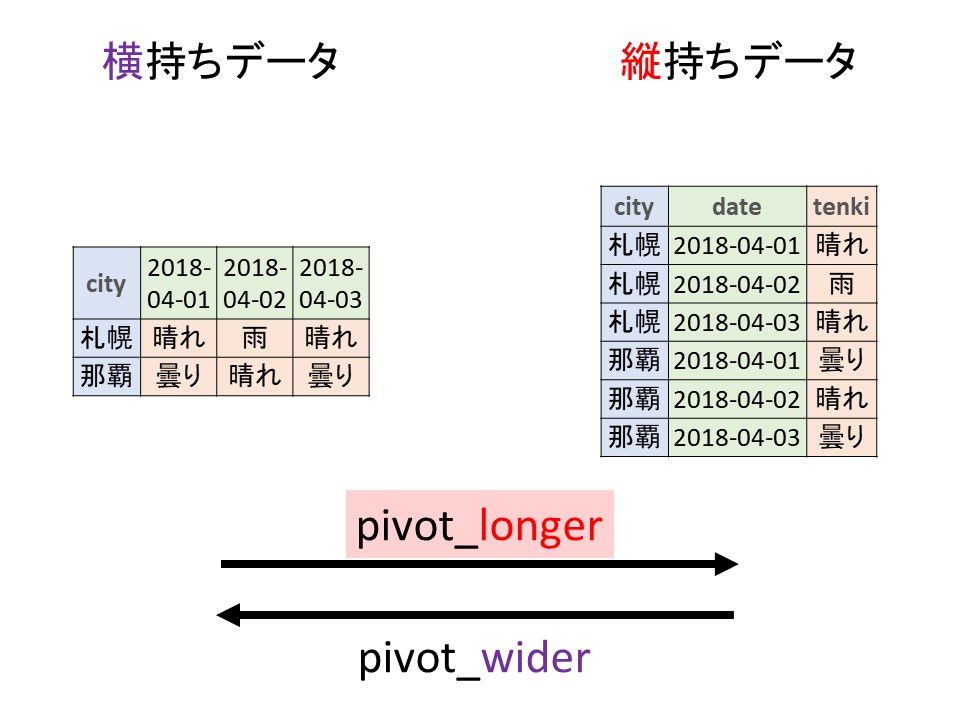 横持ちデータ
縦持ちデータ
city 2018-04-01 2018-04-02 2018-04-03
札幌 晴れ 雨 晴れ
那覇 曇り 晴れ 曇り
city date tenki
札幌 2018-04-01 晴れ
札幌 2018-04-02 雨
札幌 2018-04-03 晴れ
那覇 2018-04-01 曇り
那覇 2018-04-02 晴れ
那覇 2018-04-03 曇り
pivot_longer
pivot_wider